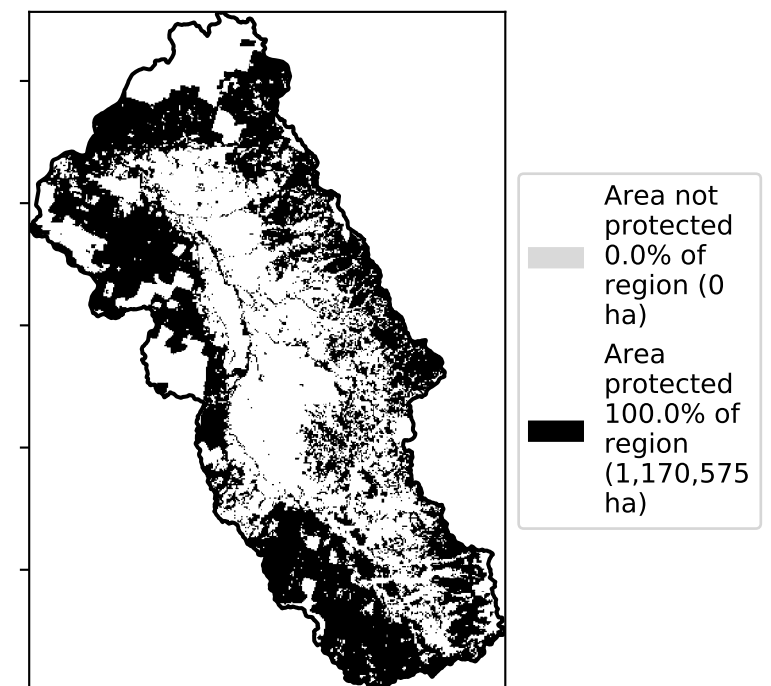 Area not
protected
0.0% of
region (0
ha)
Area
protected
100.0% of
region
(1,170,575
ha)